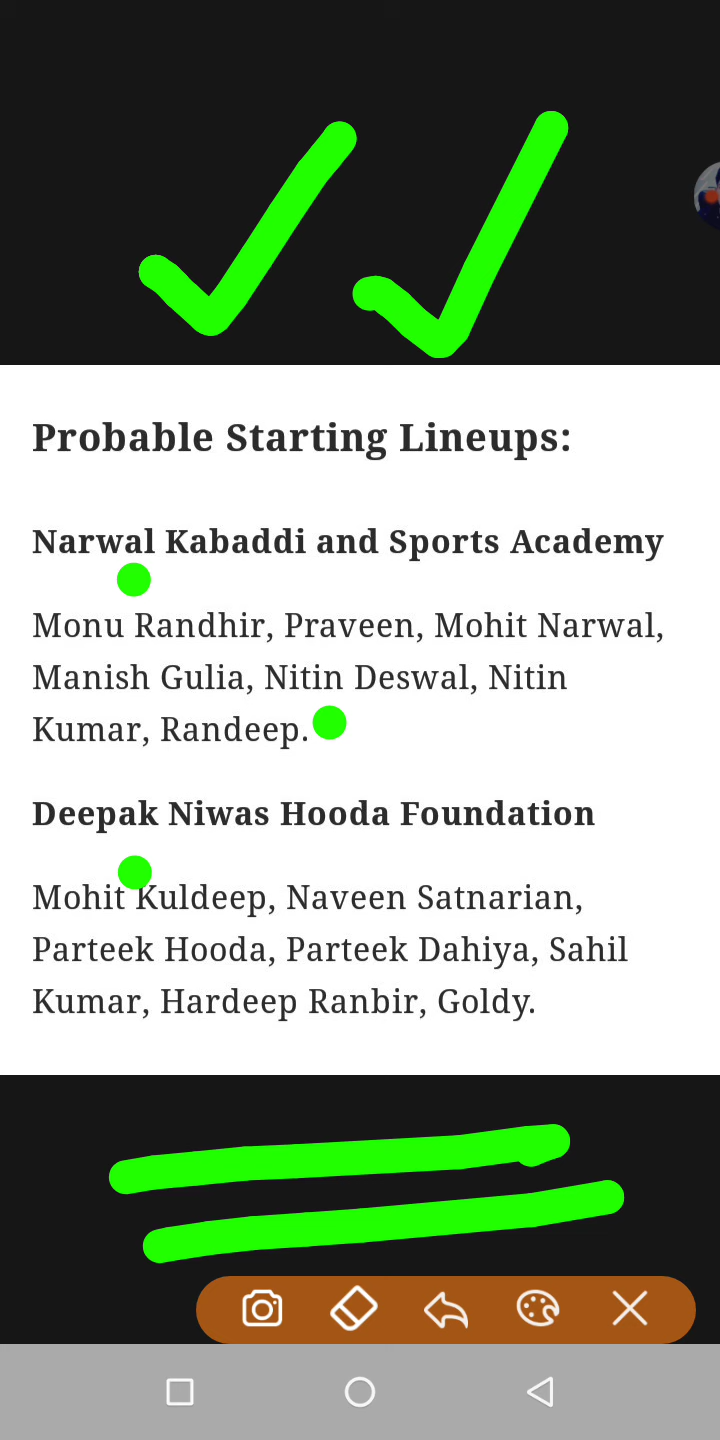 Probable Starting Lineups:
Narwal Kabaddi and Sports Academy
Monu Randhir, Praveen, Mohit Narwal,
Manish Gulia, Nitin Deswal, Nitin
Kumar, Randeep.
Deepak Niwas Hooda Foundation
Mohit Kuldeep, Naveen Satnarian,
Parteek Hooda, Parteek Dahiya, Sahil
Kumar, Hardeep Ranbir, Goldy.